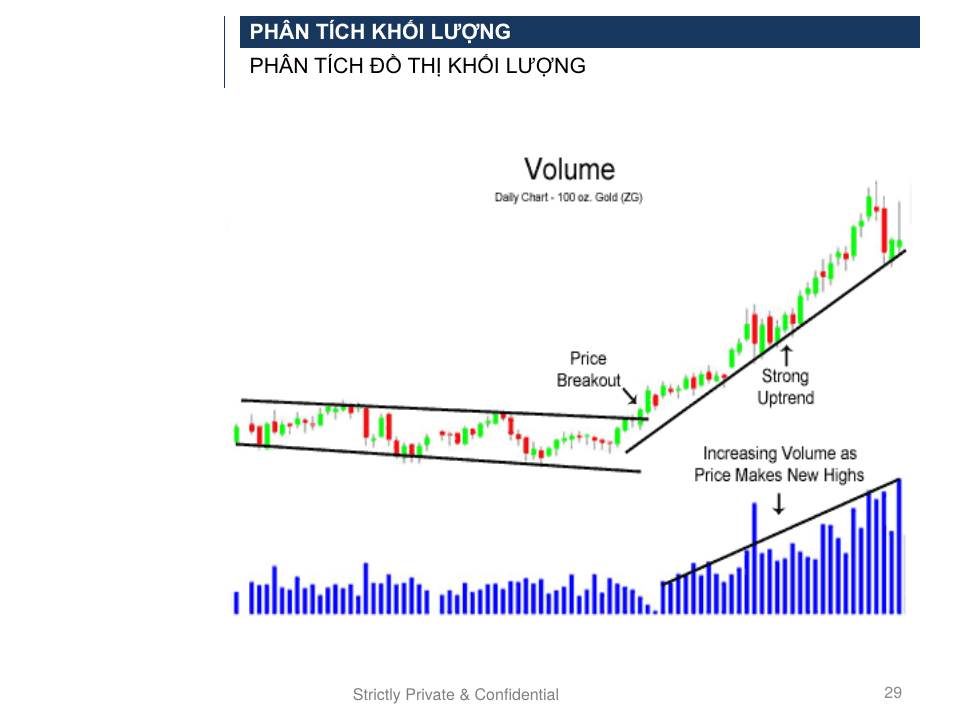 PHÂN TÍCH KHỐI LƯỢNG
PHÂN TÍCH ĐỒ THỊ KHỐI LƯỢNG
Volume
Daily Chart - 100 oz. Gold (ZG)
Price
Breakout
Strong
Uptrend
Increasing Volume as
Price Makes New Highs
Strictly Private & Confidential
29